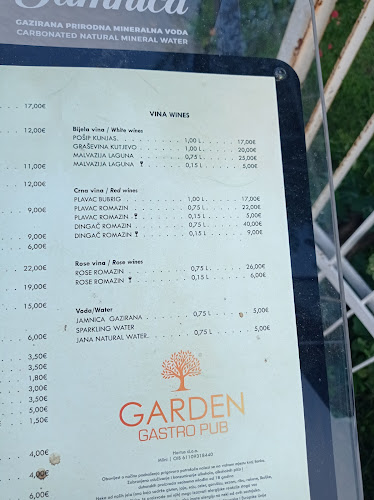 Jamnica
GAZIRANA PRIRODNA MINERALNA VODA
CARBONATED NATURAL MINERAL WATER
17,00€
12,00€
11,00€
12,00€
9,00€
9,00€
6,00€
22,00€
19,00€
15,00€
6,00€
3,50€
3,50€
1,80€
3,00€
3,00€
5,00€
1,50€
4,00€
4,00€
VINA WINES
Bijela vina / White wines
POŠIP KUNJAS 1,00 L 17,00€
GRAŠEVINA KUTJEVO 1,00 L 20,00€
MALVAZIJA LAGUNA 0,75 L 25,00€
MALVAZIJA LAGUNA 0,15 L 5,00€
Crna vina / Red wines
PLAVAC BUBRIG 1,00 L 17,00€
PLAVAC ROMAZIN 0,75 L 22,00€
PLAVAC ROMAZIN 0,15 L 5,00€
DINGAČ ROMAZIN 0,75 L 40,00€
DINGAČ ROMAZIN 0,15 L 9,00€
Rose vina / Rose wines
ROSE ROMAZIN 0,75 L 26,00€
ROSE ROMAZIN 0,15 L 6,00€
Voda/Water
JAMNICA GAZIRANA 0,75 L 5,00€
SPARKLING WATER
JANA NATURAL WATER 0,75 L 5,00€
GARDEN
GASTRO PUB